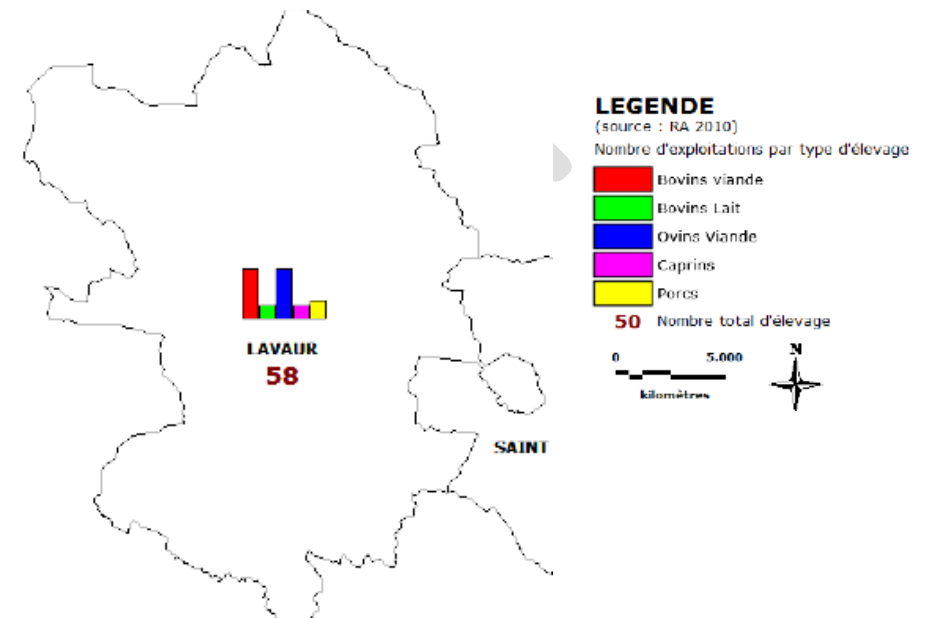 LEGENDE
(source : RA 2010)
Nombre d'exploitations par type d'élevage
Bovins viande
Bovins Lait
Ovins Viande
Caprins
Porcs
50 Nombre total d'élevage
0 5.000
kilomètres
N
LAVAUR
58
SAINT